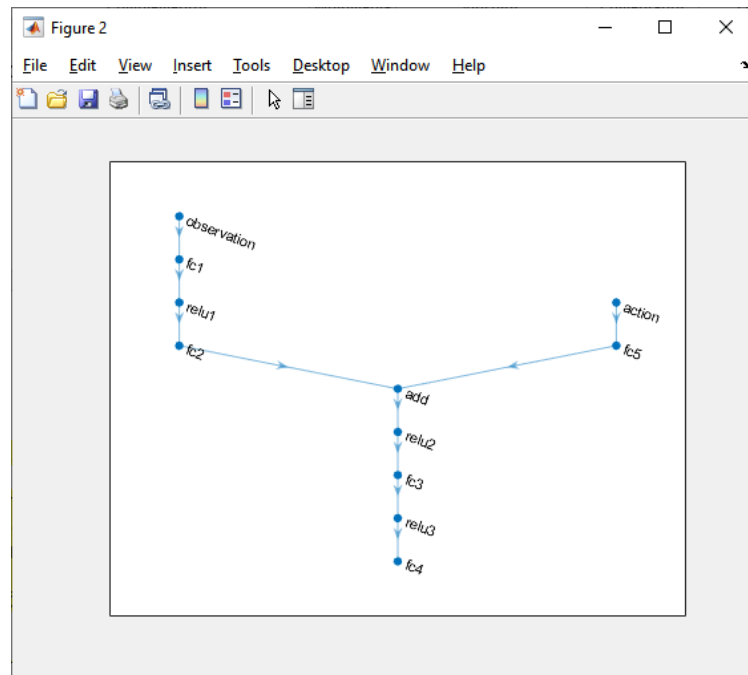 Figure 2
File Edit View Insert Tools Desktop Window Help
observation
fc1
relu1
action
fc2
fc5
add
relu2
fc3
relu3
fc4